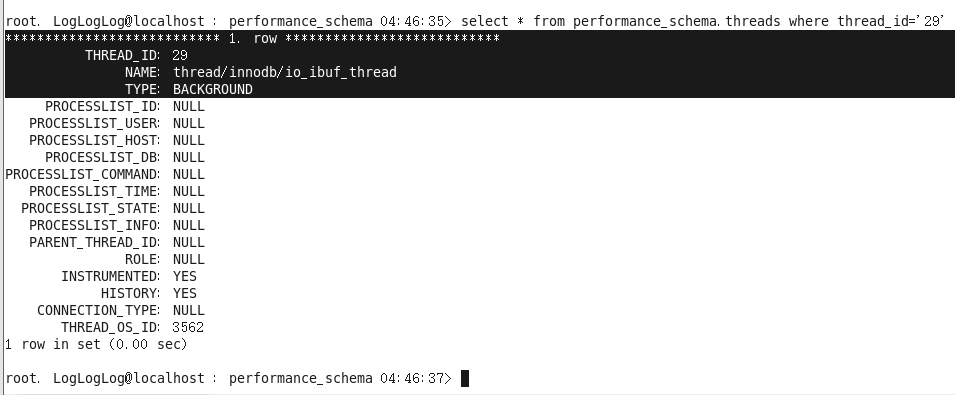 root. LogLogLog@localhost : performance_schema 04:46:35> select * from performance_schema.threads where thread_id='29'
*************************** 1. row ***************************
THREAD_ID: 29
NAME: thread/innodb/io_ibuf_thread
TYPE: BACKGROUND
PROCESSLIST_ID: NULL
PROCESSLIST_USER: NULL
PROCESSLIST_HOST: NULL
PROCESSLIST_DB: NULL
PROCESSLIST_COMMAND: NULL
PROCESSLIST_TIME: NULL
PROCESSLIST_STATE: NULL
PROCESSLIST_INFO: NULL
PARENT_THREAD_ID: NULL
ROLE: NULL
INSTRUMENTED: YES
HISTORY: YES
CONNECTION_TYPE: NULL
THREAD_OS_ID: 3562
1 row in set (0.00 sec)
root. LogLogLog@localhost : performance_schema 04:46:37>